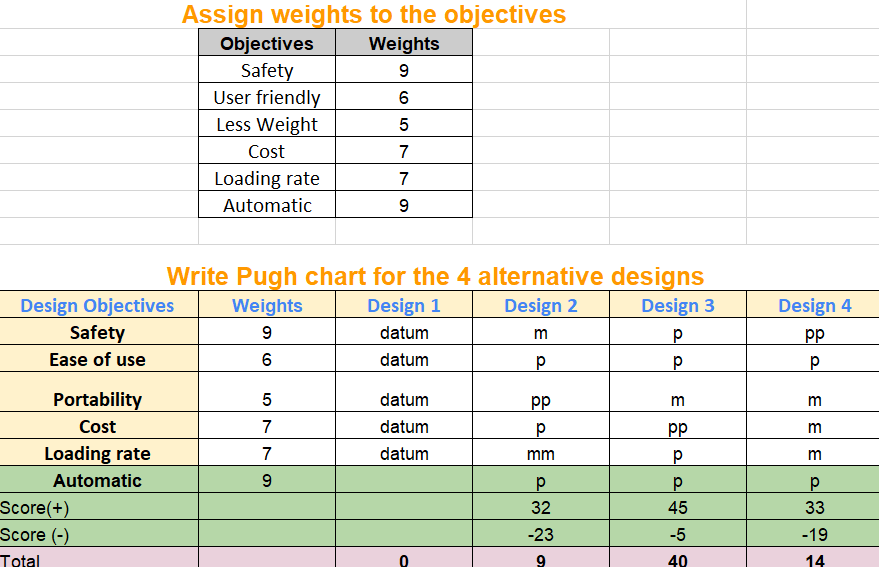 Assign weights to the objectives
Objectives Weights
Safety 9
User friendly 6
Less Weight 5
Cost 7
Loading rate 7
Automatic 9
Write Pugh chart for the 4 alternative designs
Design Objectives Weights Design 1 Design 2 Design 3 Design 4
Safety 9 datum m p pp
Ease of use 6 datum p p p
Portability 5 datum pp m m
Cost 7 datum p pp m
Loading rate 7 datum mm p m
Automatic 9 p p p
Score(+) 32 45 33
Score (-) -23 -5 -19
Total 0 9 40 14